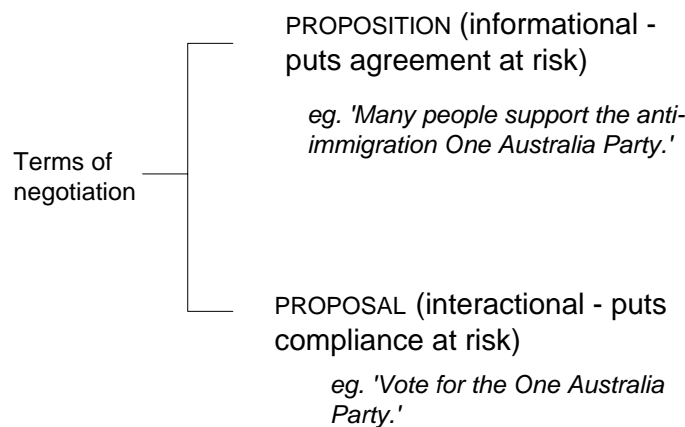 PROPOSITION (informational -
puts agreement at risk)
eg. 'Many people support the anti-
immigration One Australia Party.'
Terms of
negotiation
PROPOSAL (interactional - puts
compliance at risk)
eg. 'Vote for the One Australia
Party.'